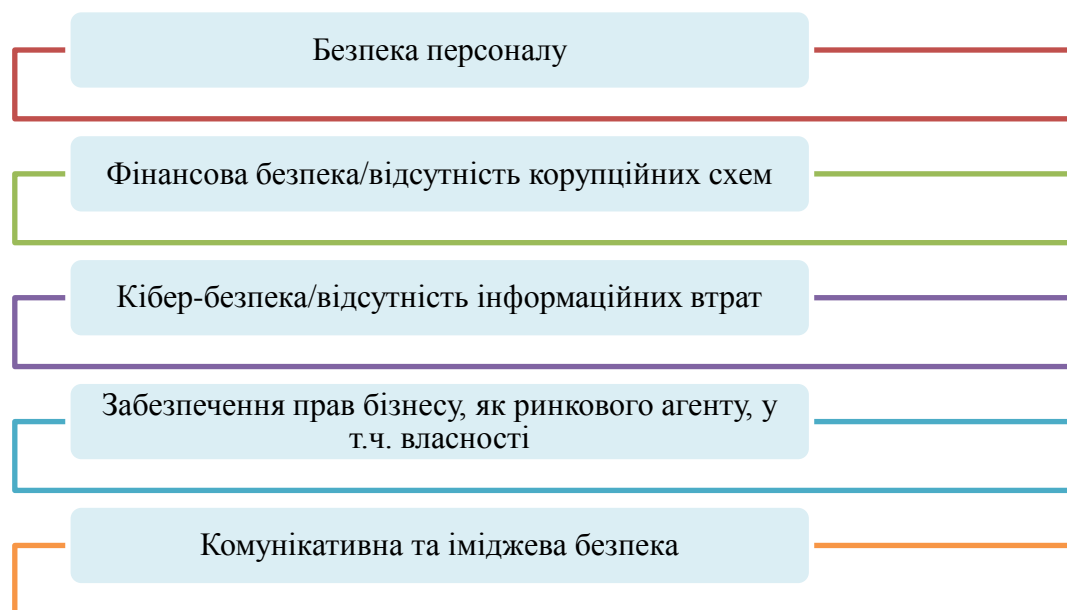 Безпека персоналу
Фінансова безпека/відсутність корупційних схем
Кібер-безпека/відсутність інформаційних втрат
Забезпечення прав бізнесу, як ринкового агенту, у
т.ч. власності
Комунікативна та іміджева безпека